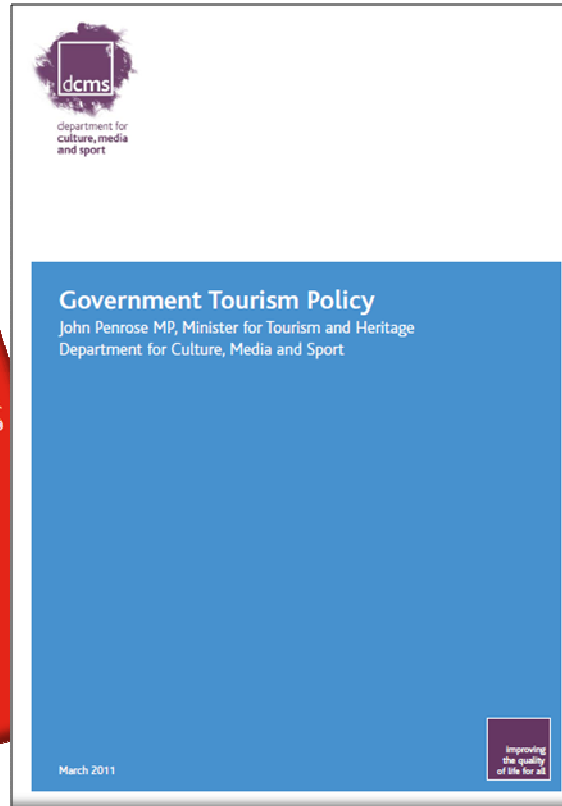 dcms
department for
culture, media
and sport
Government Tourism Policy
John Penrose MP, Minister for Tourism and Heritage
Department for Culture, Media and Sport
March 2011
improving
the quality
of life for all